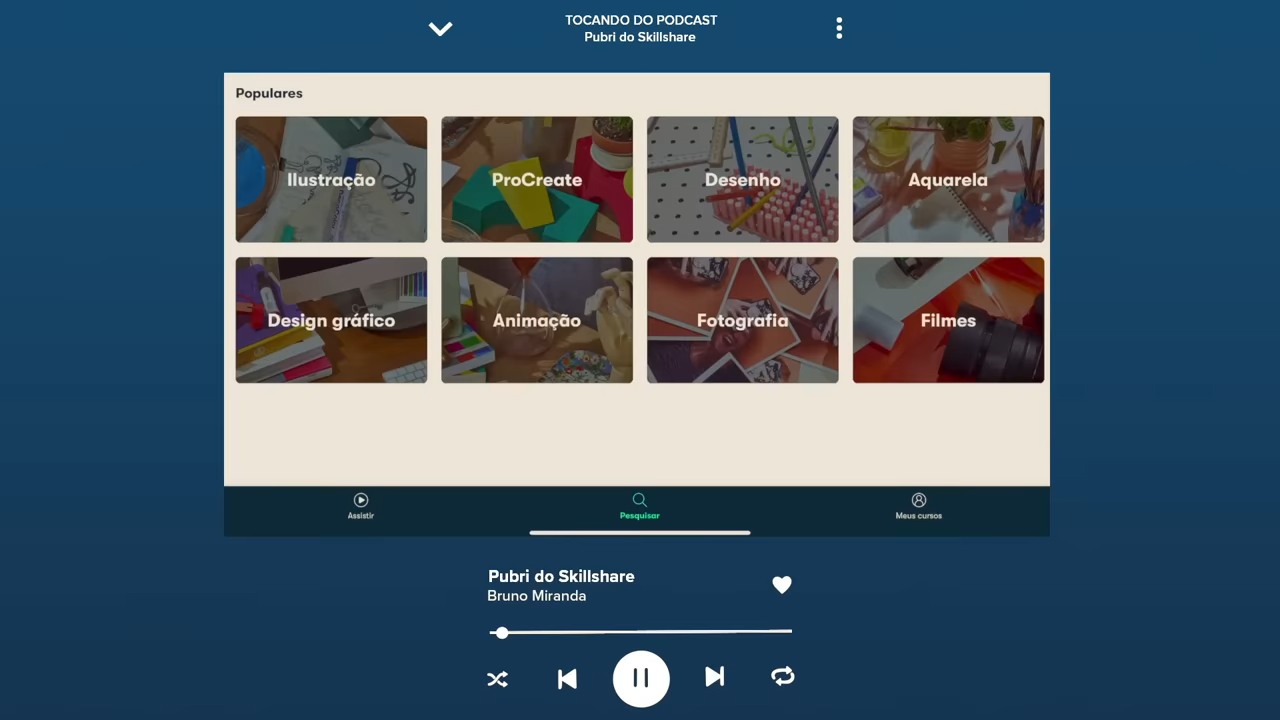 TOCANDO DO PODCAST
Pubri do Skillshare
Populares
Ilustração
ProCreate
Desenho
Aquarela
Design gráfico
Animação
Fotografia
Filmes
Assistir
Pesquisar
Meus cursos
Pubri do Skillshare
Bruno Miranda